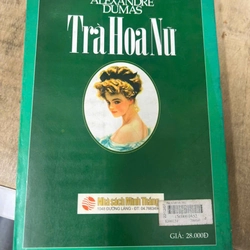 ALEXANDRE
DUMAS
Trà Hoa Nữ
Nhà sách Minh Thắng
GIÁ: 28.000Đ